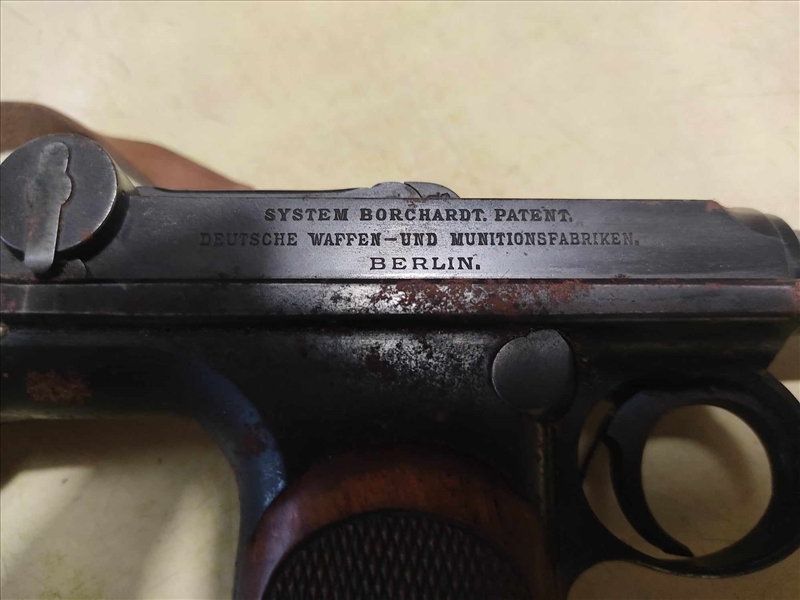 SYSTEM BORCHARDT. PATENT.
DEUTSCHE WAFFEN-UND MUNITIONSFABRIKEN.
BERLIN.